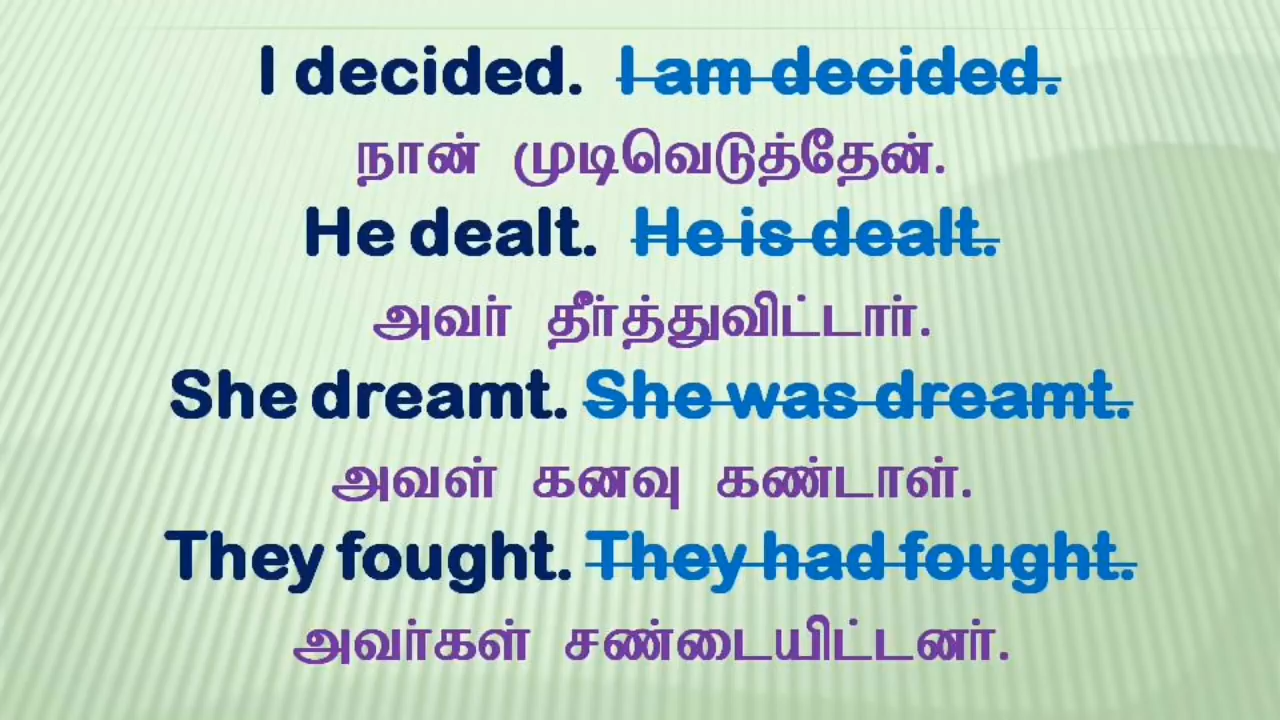 I decided. I am decided.
நான் முடிவெடுத்தேன்.
He dealt. He is dealt.
அவர் தீர்த்துவிட்டார்.
She dreamt. She was dreamt.
அவள் கனவு கண்டாள்.
They fought. They had fought.
அவர்கள் சண்டையிட்டனர்.